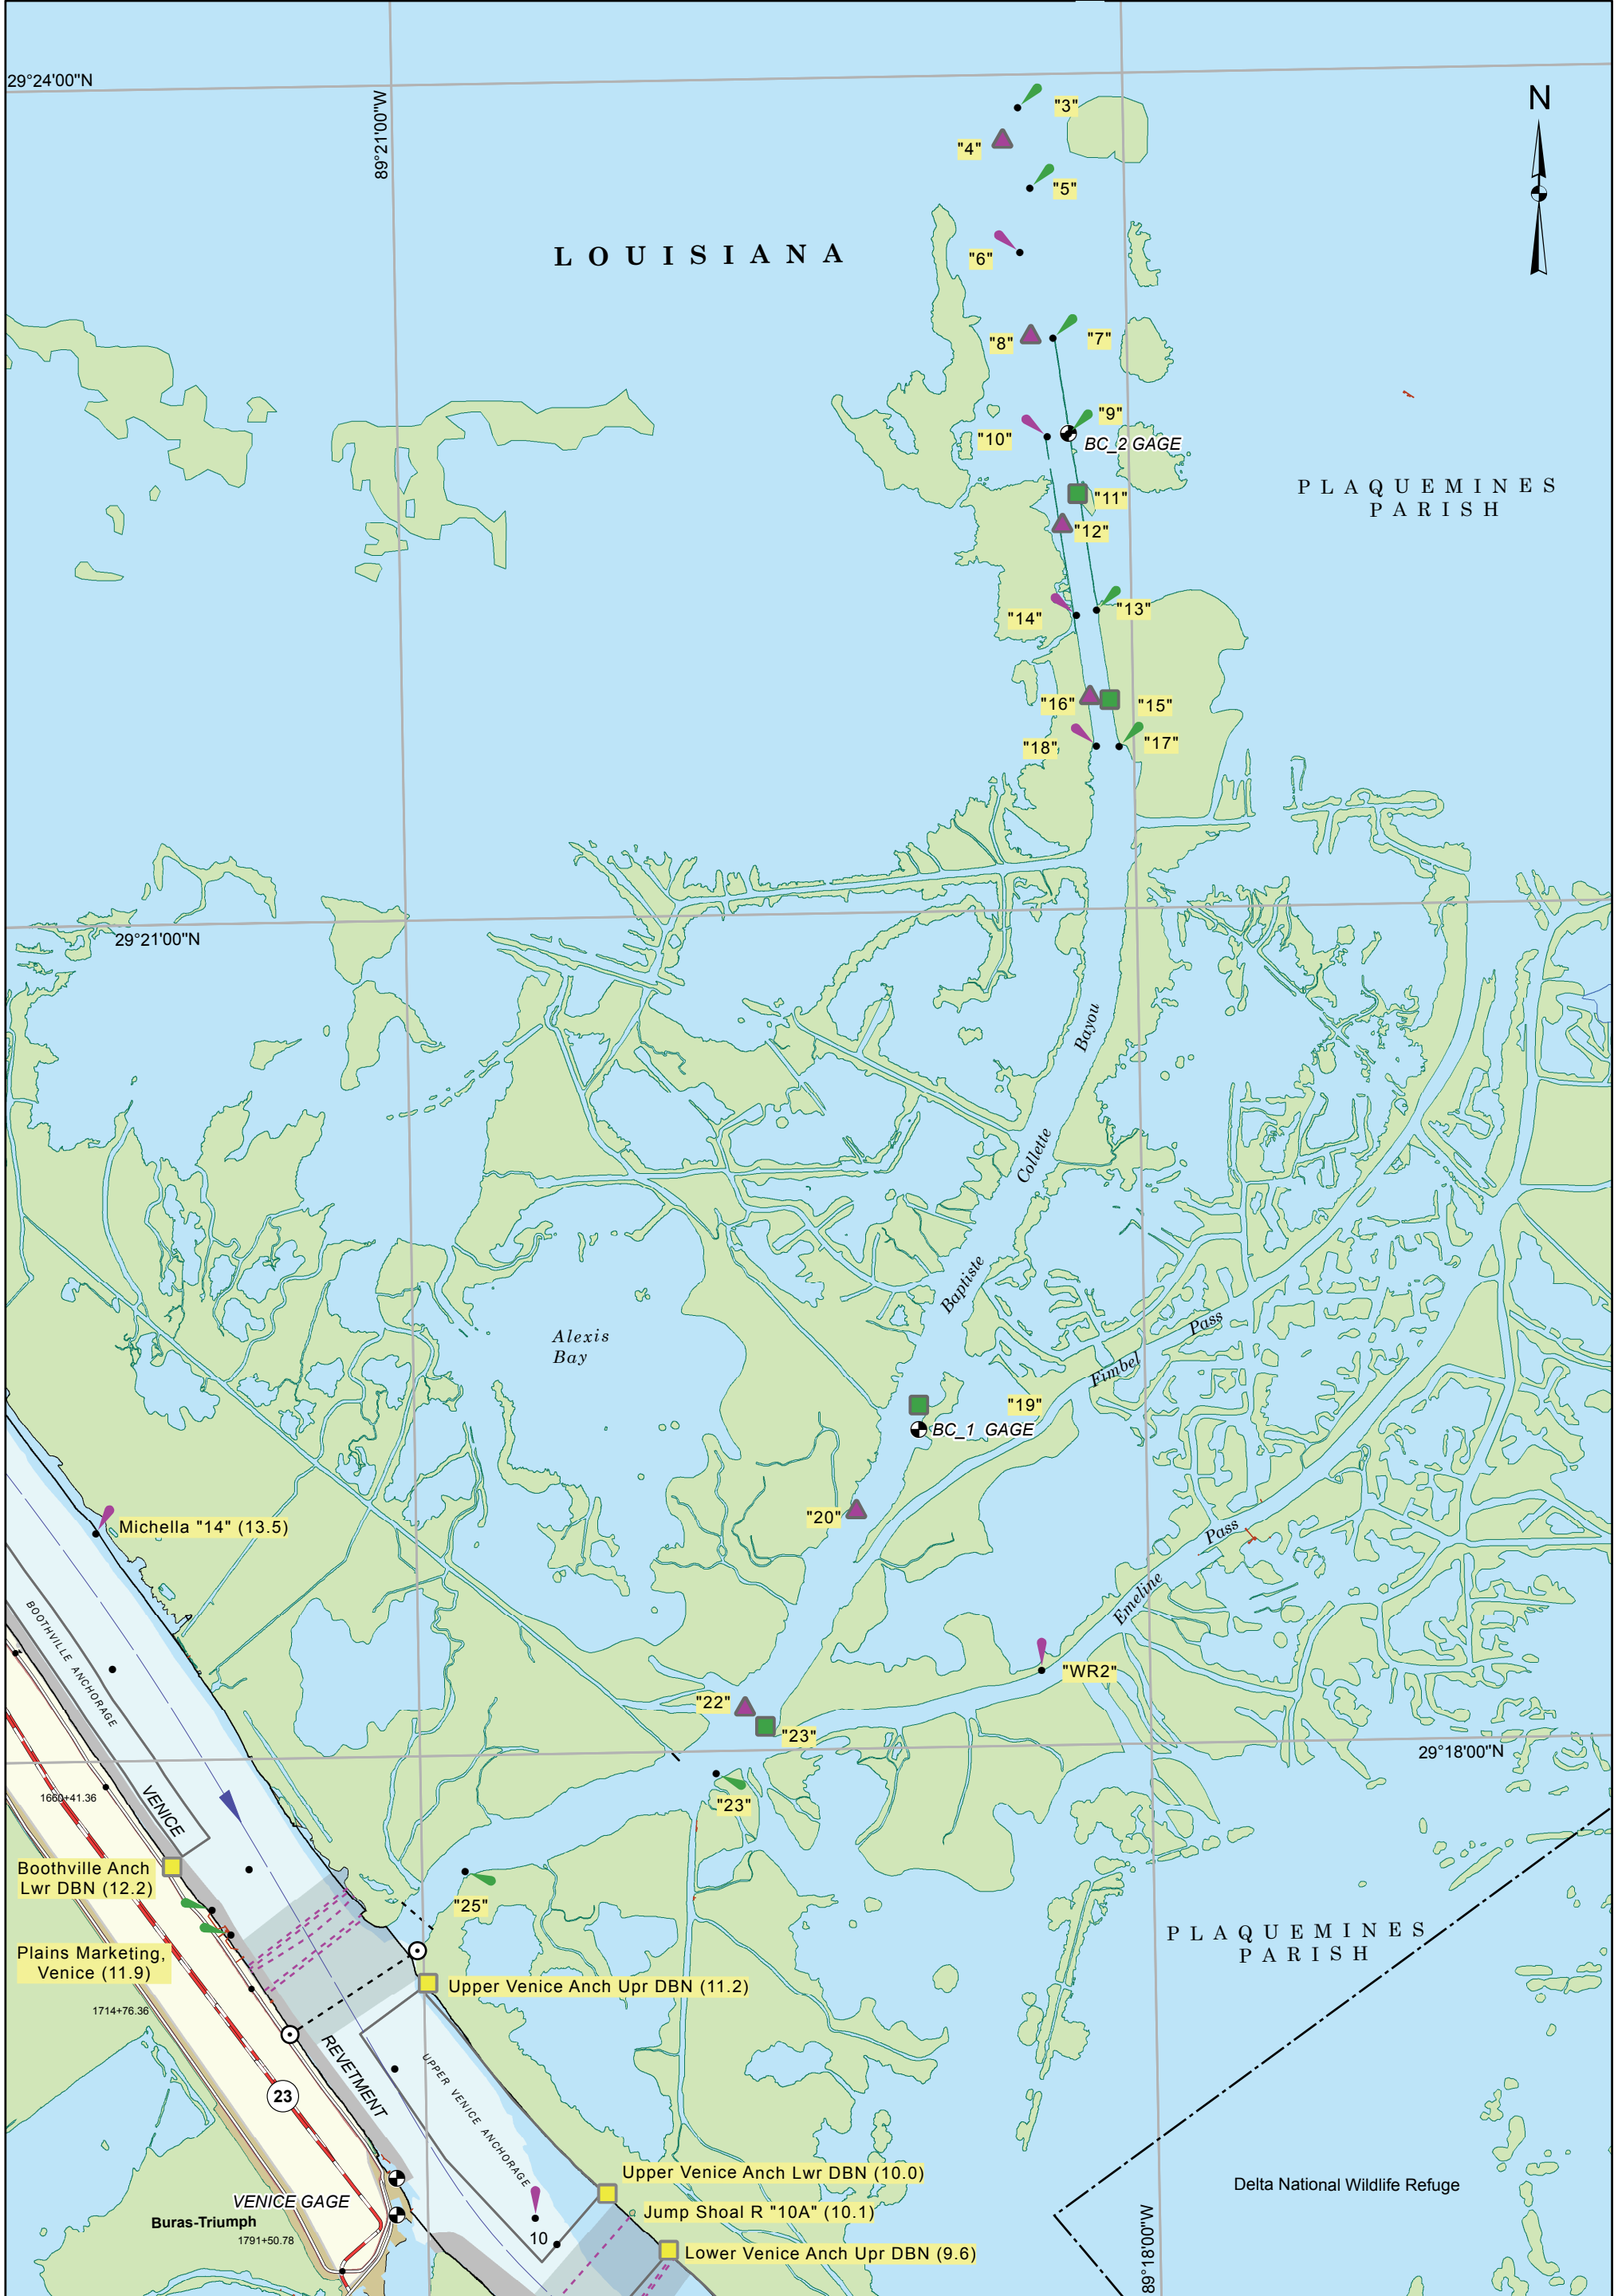 29°24'00"N
89°21'00"W
"3"
N
"4"
"5"
LOUISIANA
"6"
"8"
"7"
"9"
"10"
BC_2 GAGE
PLAQUEMINES
PARISH
"11"
"12"
"13"
"14"
"16"
"15"
"18"
"17"
29°21'00"N
Bayou
Collette
Baptiste
Pass
Fimbel
Alexis
Bay
"19"
BC_1 GAGE
"20"
Michella "14" (13.5)
Pass
Emeline
BOOTHVILLE ANCHORAGE
"WR2"
"22"
"23"
29°18'00"N
1660+41.36
VENICE
"23"
Boothville Anch
Lwr DBN (12.2)
"25"
PLAQUEMINES
PARISH
Plains Marketing,
Venice (11.9)
Upper Venice Anch Upr DBN (11.2)
1714+76.36
REVETMENT
UPPER VENICE ANCHORAGE
23
Upper Venice Anch Lwr DBN (10.0)
Delta National Wildlife Refuge
VENICE GAGE
Jump Shoal R "10A" (10.1)
Buras-Triumph
10
1791+50.78
Lower Venice Anch Upr DBN (9.6)
89°18'00"W